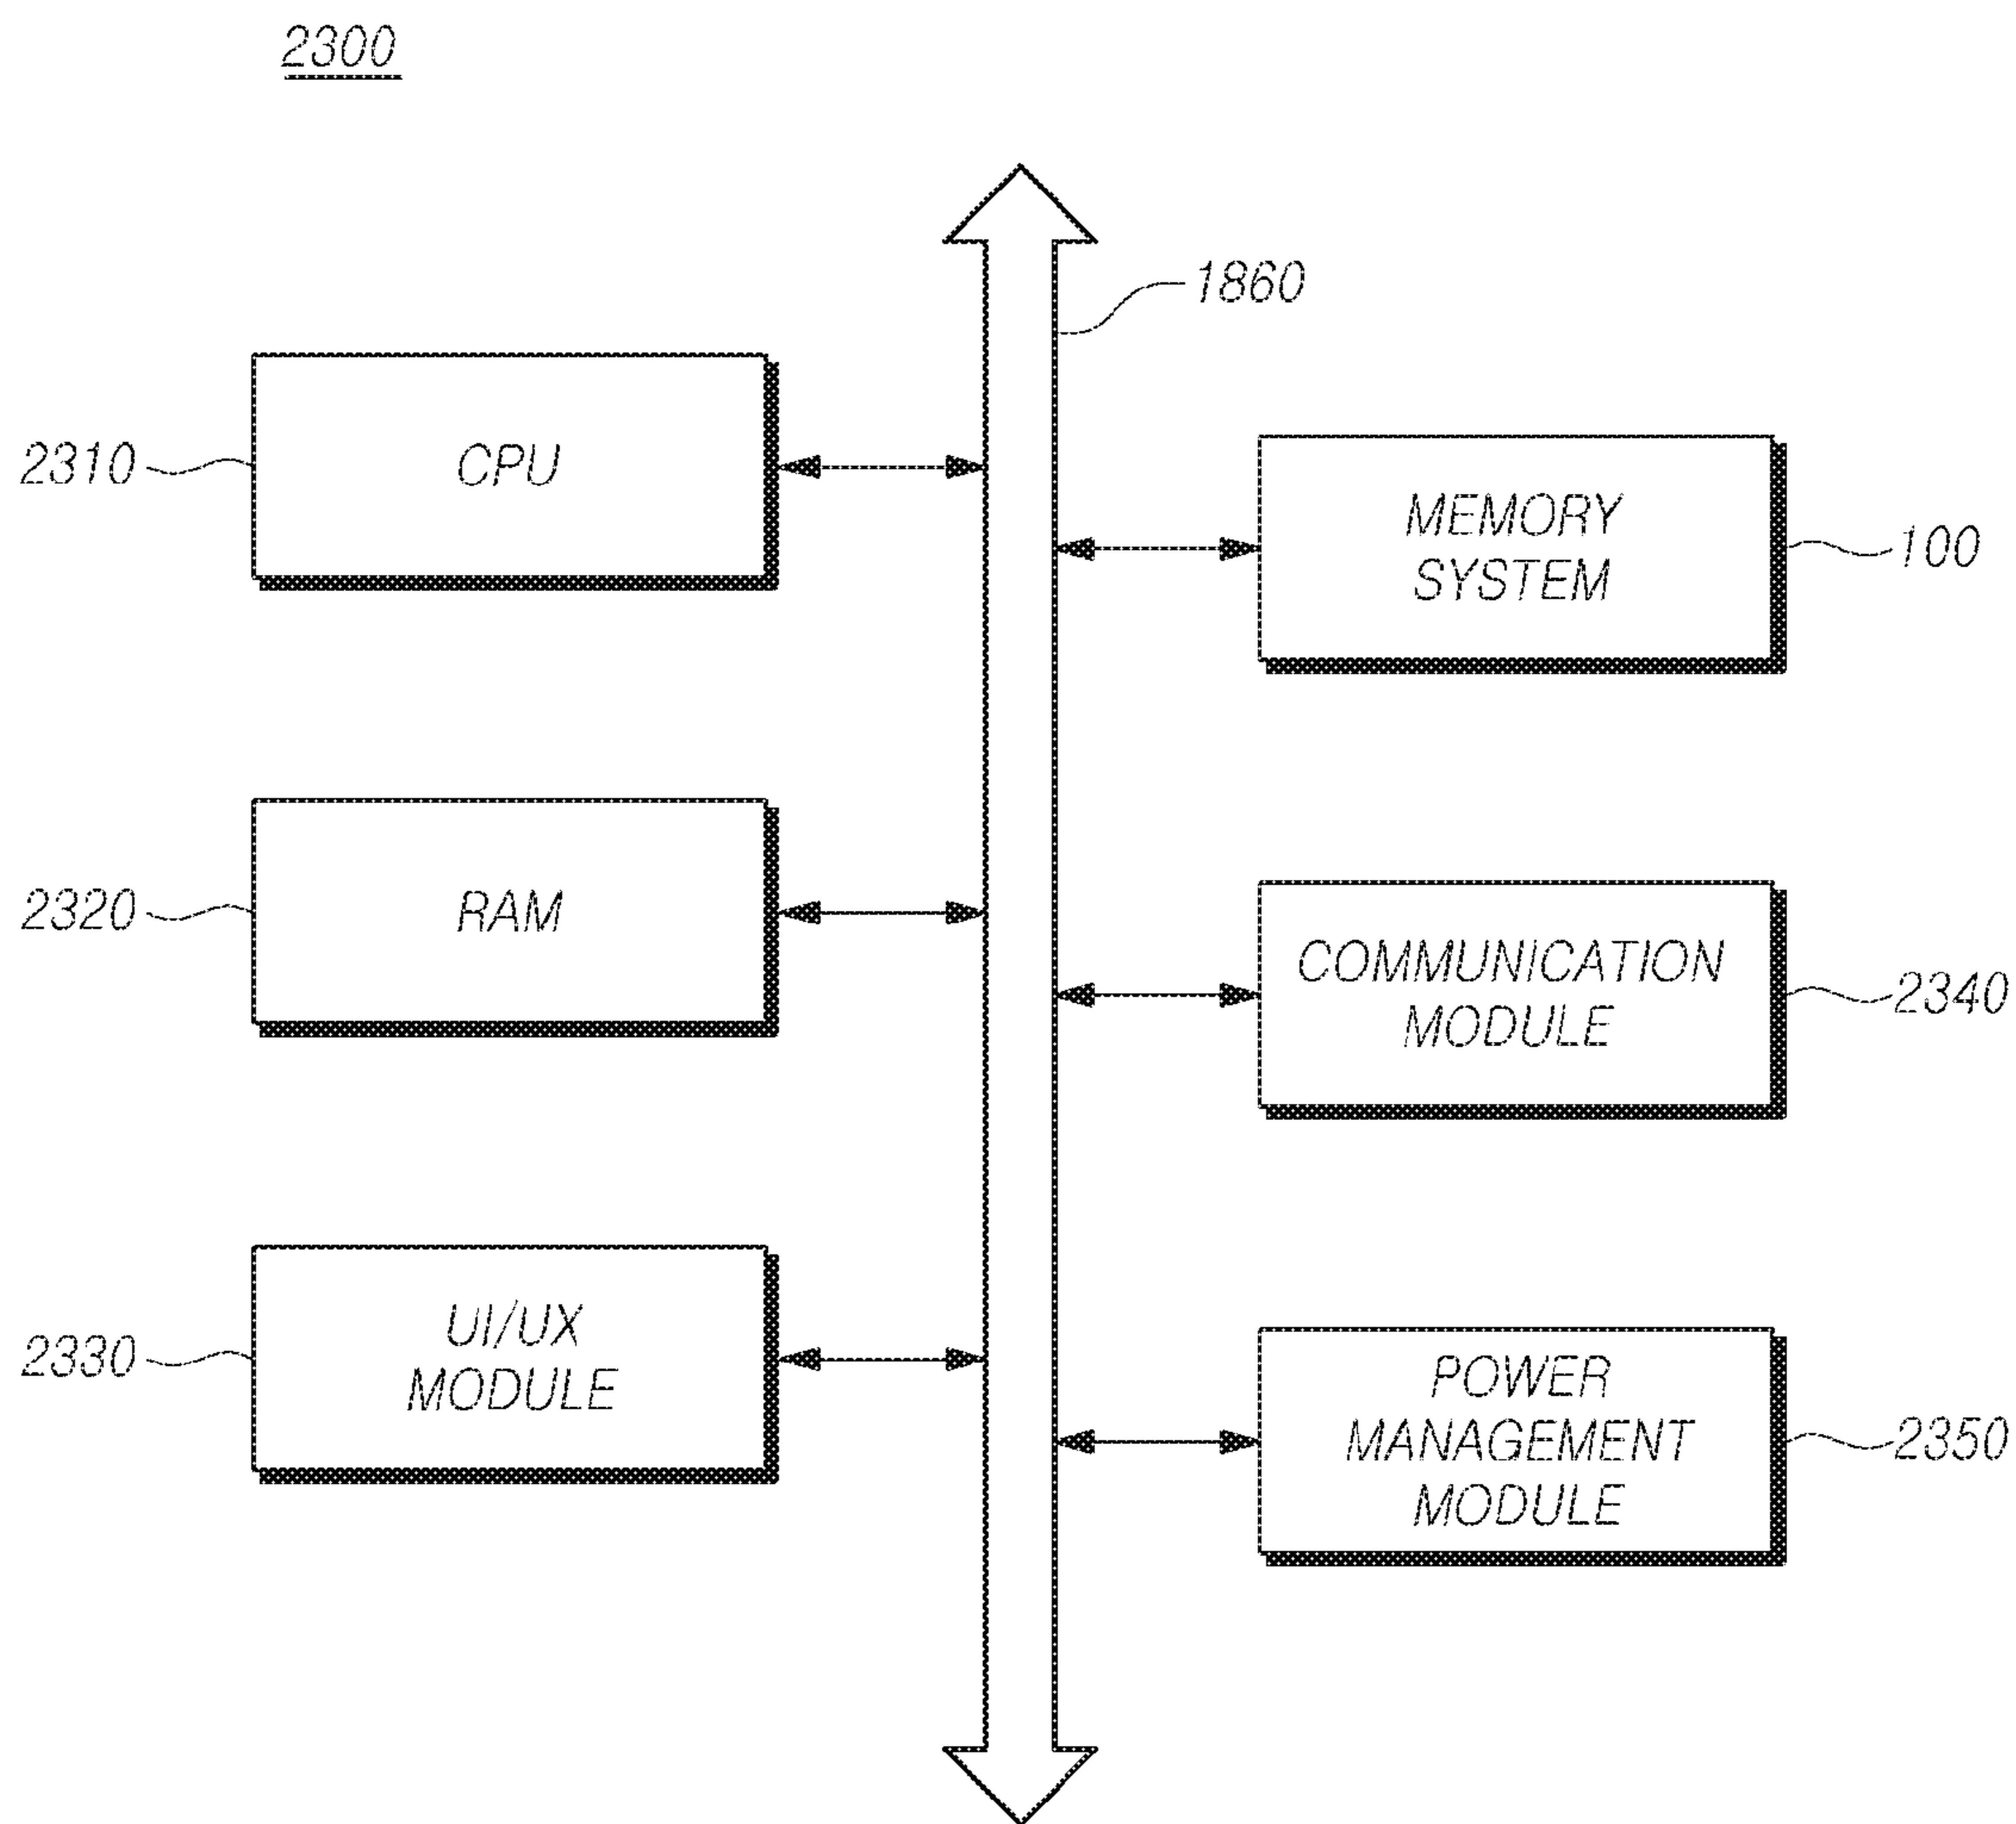 2300
1860
2310
CPU
MEMORY
SYSTEM
100
2320
RAM
COMMUNICATION
MODULE
2340
2330
UI/UX
MODULE
POWER
MANAGEMENT
MODULE
2350